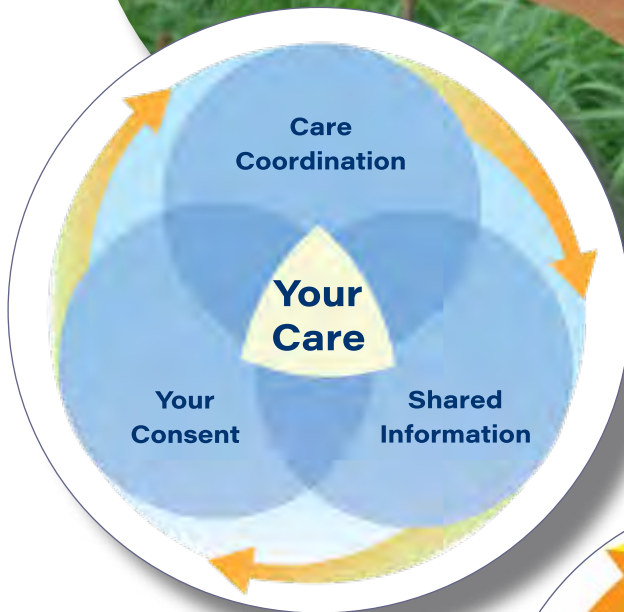 Care
Coordination
Your
Care
Your
Consent
Shared
Information